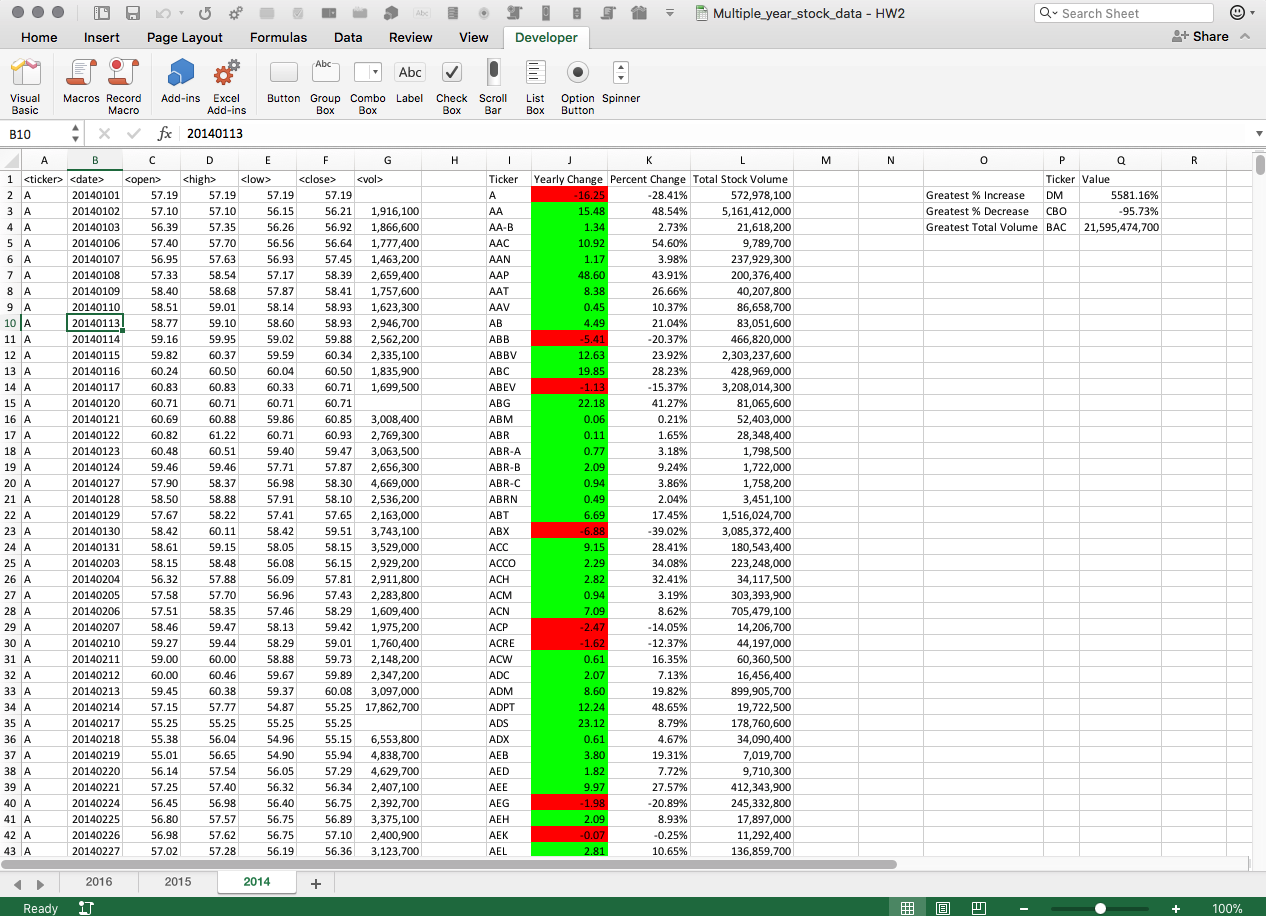 Abc
Multiple_year_stock_data - HW2
Search Sheet
Home Insert Page Layout Formulas Data Review View Developer
Share
Abc Abc
Visual Basic Macros Record Macro Add-ins Excel Add-ins Button Group Box Combo Box Label Check Box Scroll Bar List Box Option Button Spinner
B10 fx 20140113
A B C D E F G H I J K L M N O P Q R
1 <ticker> <date> <open> <high> <low> <close> <vol> Ticker Yearly Change Percent Change Total Stock Volume Ticker Value
2 A 20140101 57.19 57.19 57.19 57.19 A -16.25 -28.41% 572,978,100 Greatest % Increase DM 5581.16%
3 A 20140102 57.10 57.10 56.15 56.21 1,916,100 AA 15.48 48.54% 5,161,412,000 Greatest % Decrease CBO -95.73%
4 A 20140103 56.39 57.35 56.26 56.92 1,866,600 AA-B 1.34 2.73% 21,618,200 Greatest Total Volume BAC 21,595,474,700
5 A 20140106 57.40 57.70 56.56 56.64 1,777,400 AAC 10.92 54.60% 9,789,700
6 A 20140107 56.95 57.63 56.93 57.45 1,463,200 AAN 1.17 3.98% 237,929,300
7 A 20140108 57.33 58.54 57.17 58.39 2,659,400 AAP 48.60 43.91% 200,376,400
8 A 20140109 58.40 58.68 57.87 58.41 1,757,600 AAT 8.38 26.66% 40,207,800
9 A 20140110 58.51 59.01 58.14 58.93 1,623,300 AAV 0.45 10.37% 86,658,700
10 A 20140113 58.77 59.10 58.60 58.93 2,946,700 AB 4.49 21.04% 83,051,600
11 A 20140114 59.16 59.95 59.02 59.88 2,562,200 ABB -5.41 -20.37% 466,820,000
12 A 20140115 59.82 60.37 59.59 60.34 2,335,100 ABBV 12.63 23.92% 2,303,237,600
13 A 20140116 60.24 60.50 60.04 60.50 1,835,900 ABC 19.85 28.23% 428,969,000
14 A 20140117 60.83 60.83 60.33 60.71 1,699,500 ABEV -1.13 -15.37% 3,208,014,300
15 A 20140120 60.71 60.71 60.71 60.71 ABG 22.18 41.27% 81,065,600
16 A 20140121 60.69 60.88 59.86 60.85 3,008,400 ABM 0.06 0.21% 52,403,000
17 A 20140122 60.82 61.22 60.71 60.93 2,769,300 ABR 0.11 1.65% 28,348,400
18 A 20140123 60.48 60.51 59.40 59.47 3,063,500 ABR-A 0.77 3.18% 1,798,500
19 A 20140124 59.46 59.46 57.71 57.87 2,656,300 ABR-B 2.09 9.24% 1,722,000
20 A 20140127 57.90 58.37 56.98 58.30 4,669,000 ABR-C 0.94 3.86% 1,758,200
21 A 20140128 58.50 58.88 57.91 58.10 2,536,200 ABRN 0.49 2.04% 3,451,100
22 A 20140129 57.67 58.22 57.41 57.65 2,163,000 ABT 6.69 17.45% 1,516,024,700
23 A 20140130 58.42 60.11 58.42 59.51 3,743,100 ABX -6.88 -39.02% 3,085,372,400
24 A 20140131 58.61 59.15 58.05 58.15 3,529,000 ACC 9.15 28.41% 180,543,400
25 A 20140203 58.15 58.48 56.08 56.15 2,929,200 ACCO 2.29 34.08% 223,248,000
26 A 20140204 56.32 57.88 56.09 57.81 2,911,800 ACH 2.82 32.41% 34,117,500
27 A 20140205 57.58 57.70 56.96 57.43 2,283,800 ACM 0.94 3.19% 303,393,900
28 A 20140206 57.51 58.35 57.46 58.29 1,609,400 ACN 7.09 8.62% 705,479,100
29 A 20140207 58.46 59.47 58.13 59.42 1,975,200 ACP -2.47 -14.05% 14,206,700
30 A 20140210 59.27 59.44 58.29 59.01 1,760,400 ACRE -1.62 -12.37% 44,197,000
31 A 20140211 59.00 60.00 58.88 59.73 2,148,200 ACW 0.61 16.35% 60,360,500
32 A 20140212 60.00 60.46 59.67 59.89 2,347,200 ADC 2.07 7.13% 16,456,400
33 A 20140213 59.45 60.38 59.37 60.08 3,097,000 ADM 8.60 19.82% 899,905,700
34 A 20140214 57.15 57.77 54.87 55.25 17,862,700 ADPT 12.24 48.65% 19,722,500
35 A 20140217 55.25 55.25 55.25 55.25 ADS 23.12 8.79% 178,760,600
36 A 20140218 55.38 56.04 54.96 55.15 6,553,800 ADX 0.61 4.67% 34,090,400
37 A 20140219 55.01 56.65 54.90 55.94 4,838,700 AEB 3.80 19.31% 7,019,700
38 A 20140220 56.14 57.54 56.05 57.29 4,629,700 AED 1.82 7.72% 9,710,300
39 A 20140221 57.25 57.40 56.32 56.34 2,407,100 AEE 9.97 27.57% 412,343,900
40 A 20140224 56.45 56.98 56.40 56.75 2,392,700 AEG -1.98 -20.89% 245,332,800
41 A 20140225 56.80 57.57 56.75 56.89 3,375,100 AEH 2.09 8.93% 17,897,000
42 A 20140226 56.98 57.62 56.75 57.10 2,400,900 AEK -0.07 -0.25% 11,292,400
43 A 20140227 57.02 57.28 56.19 56.36 3,123,700 AEL 2.81 10.65% 136,859,700
2016 2015 2014 +
Ready 100%